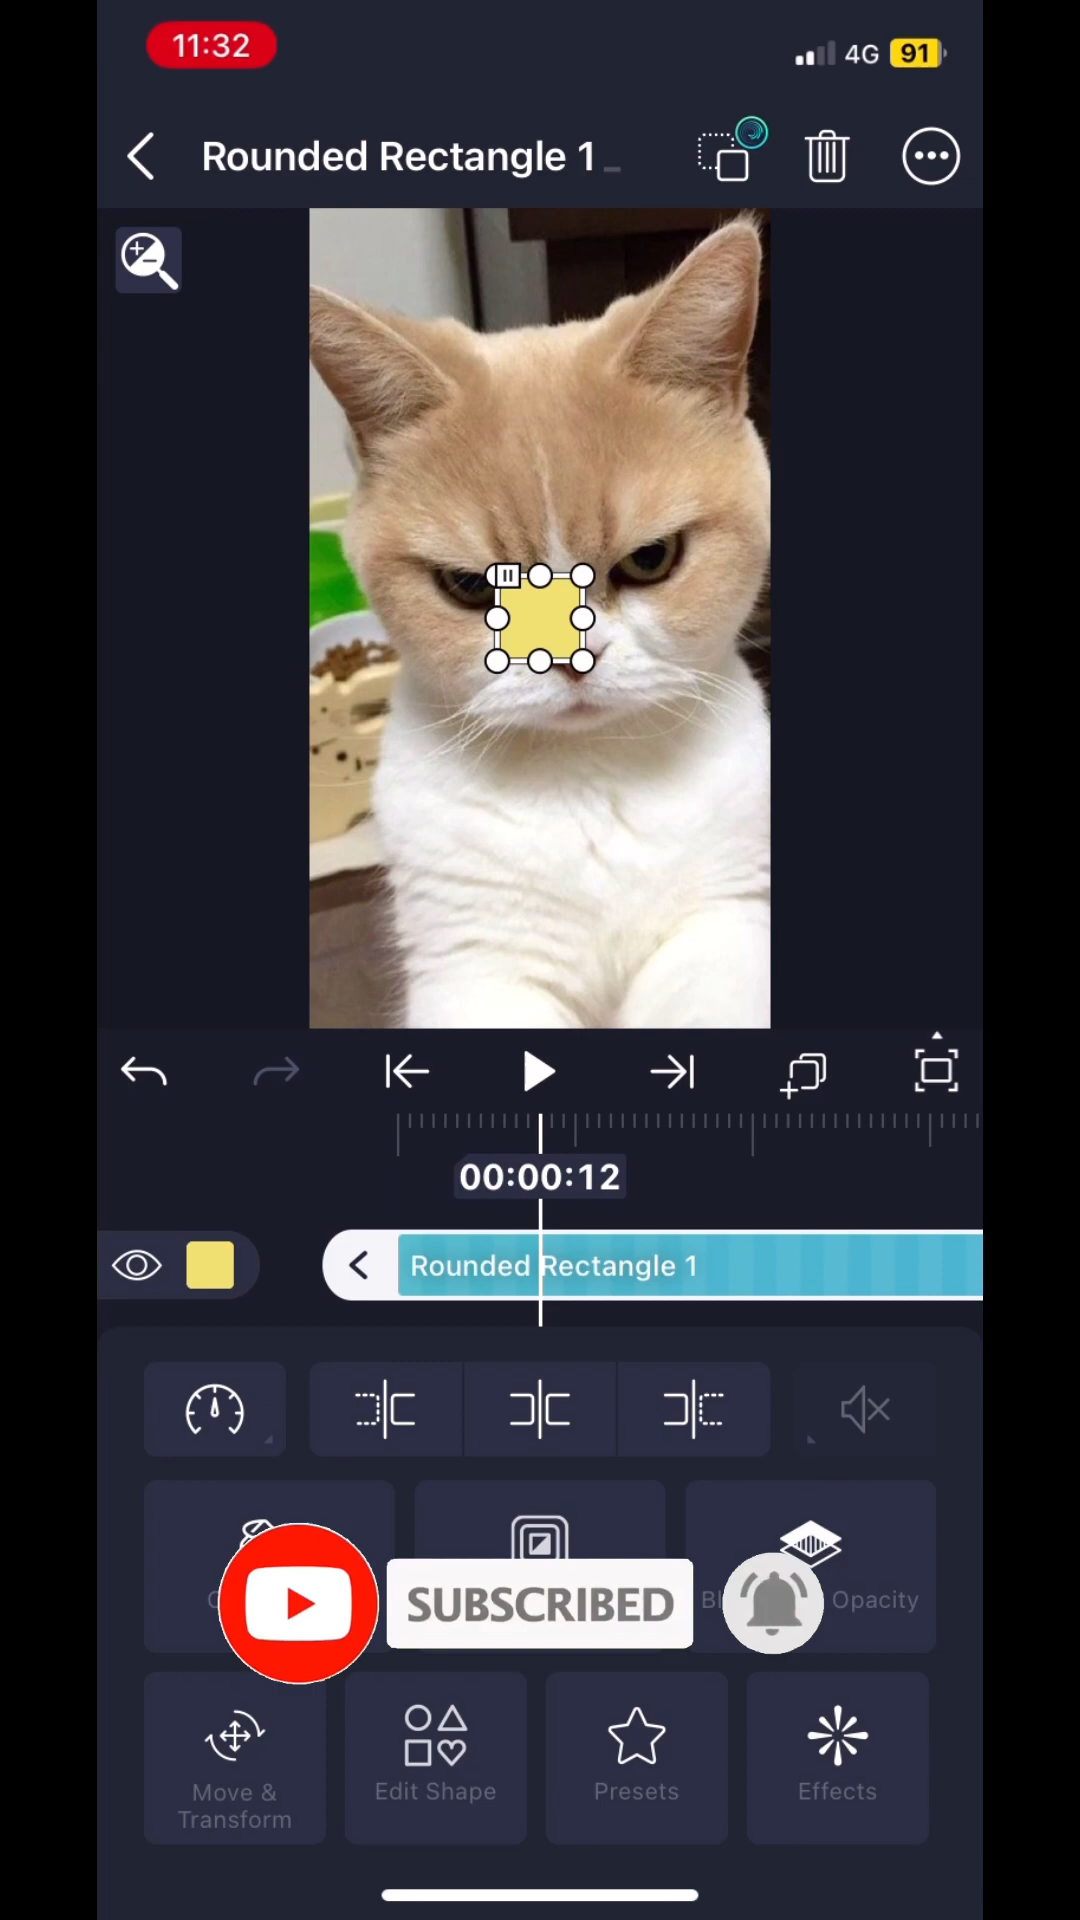 11:32
4G 91
Rounded Rectangle 1
00:00:12
Rounded Rectangle 1
SUBSCRIBED
Opacity
Move &
Transform
Edit Shape
Presets
Effects